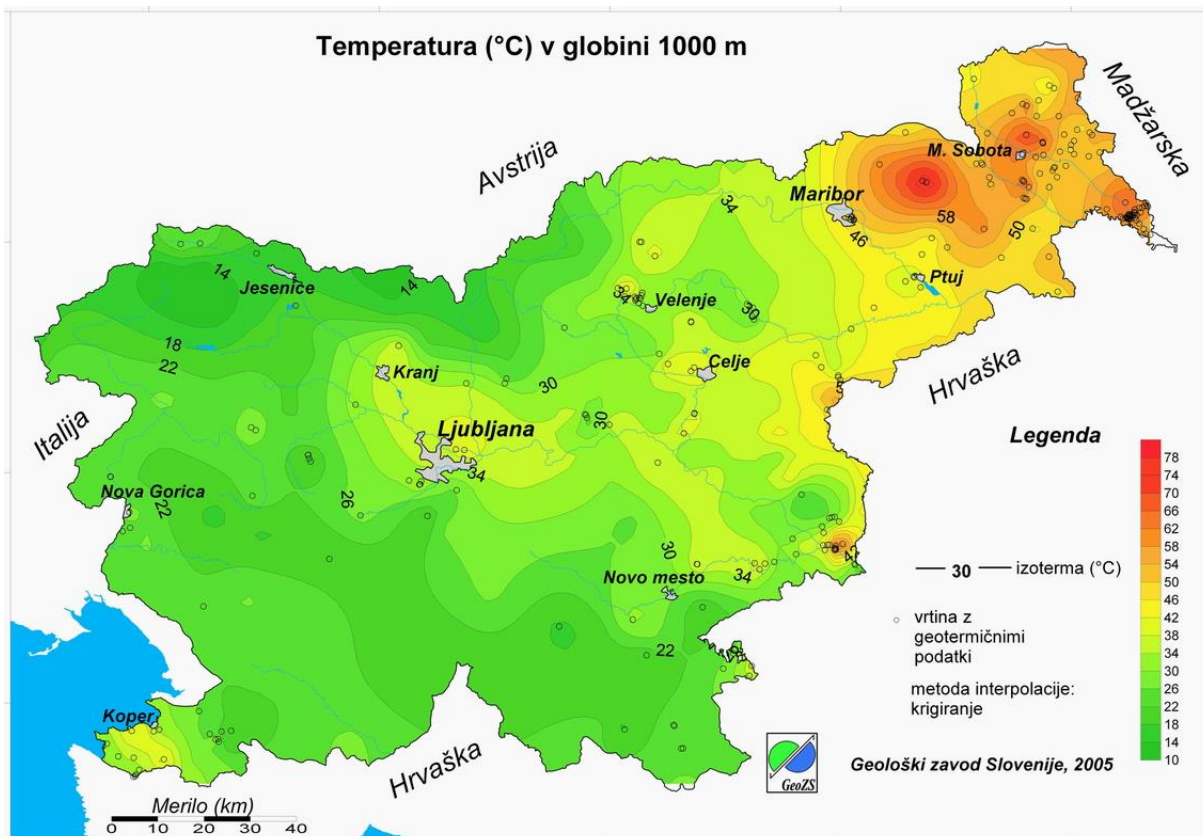 Temperatura (°C) v globini 1000 m
Avstrija
Madžarska
M. Sobota
Maribor
34
58
50
46
14
Jesenice
14
Ptuj
34
Velenje
30
18
22
Kranj
Celje
Hrvaška
30
5
Italija
30
Ljubljana
Legenda
34
Nova Gorica
22
26
42
30
34
Novo mesto
22
Koper
Hrvaška
78
74
70
66
62
58
54
50
46
42
38
34
30
26
22
18
14
10
30
izoterma (°C)
vrtina z
geotermičnimi
podatki
metoda interpolacije:
krigiranje
GeoZS
Geološki zavod Slovenije, 2005
Merilo (km)
0 10 20 30 40